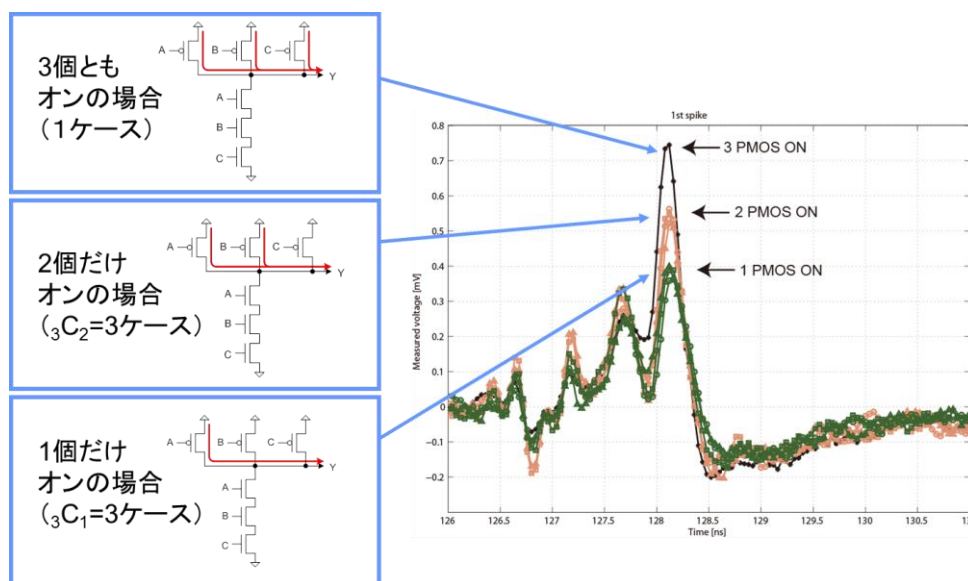 3個とも
オンの場合
（1ケース）
A
B
C
Y
A
B
C
2個だけ
オンの場合
（₃C₂=3ケース）
A
B
C
Y
A
B
C
1個だけ
オンの場合
（₃C₁=3ケース）
A
B
C
Y
A
B
C
1st spike
3 PMOS ON
2 PMOS ON
1 PMOS ON
Measured voltage [mV]
0.8
0.7
0.6
0.5
0.4
0.3
0.2
0.1
0
−0.1
−0.2
126
126.5
127
127.5
128
128.5
129
129.5
130
130.5
Time [ns]